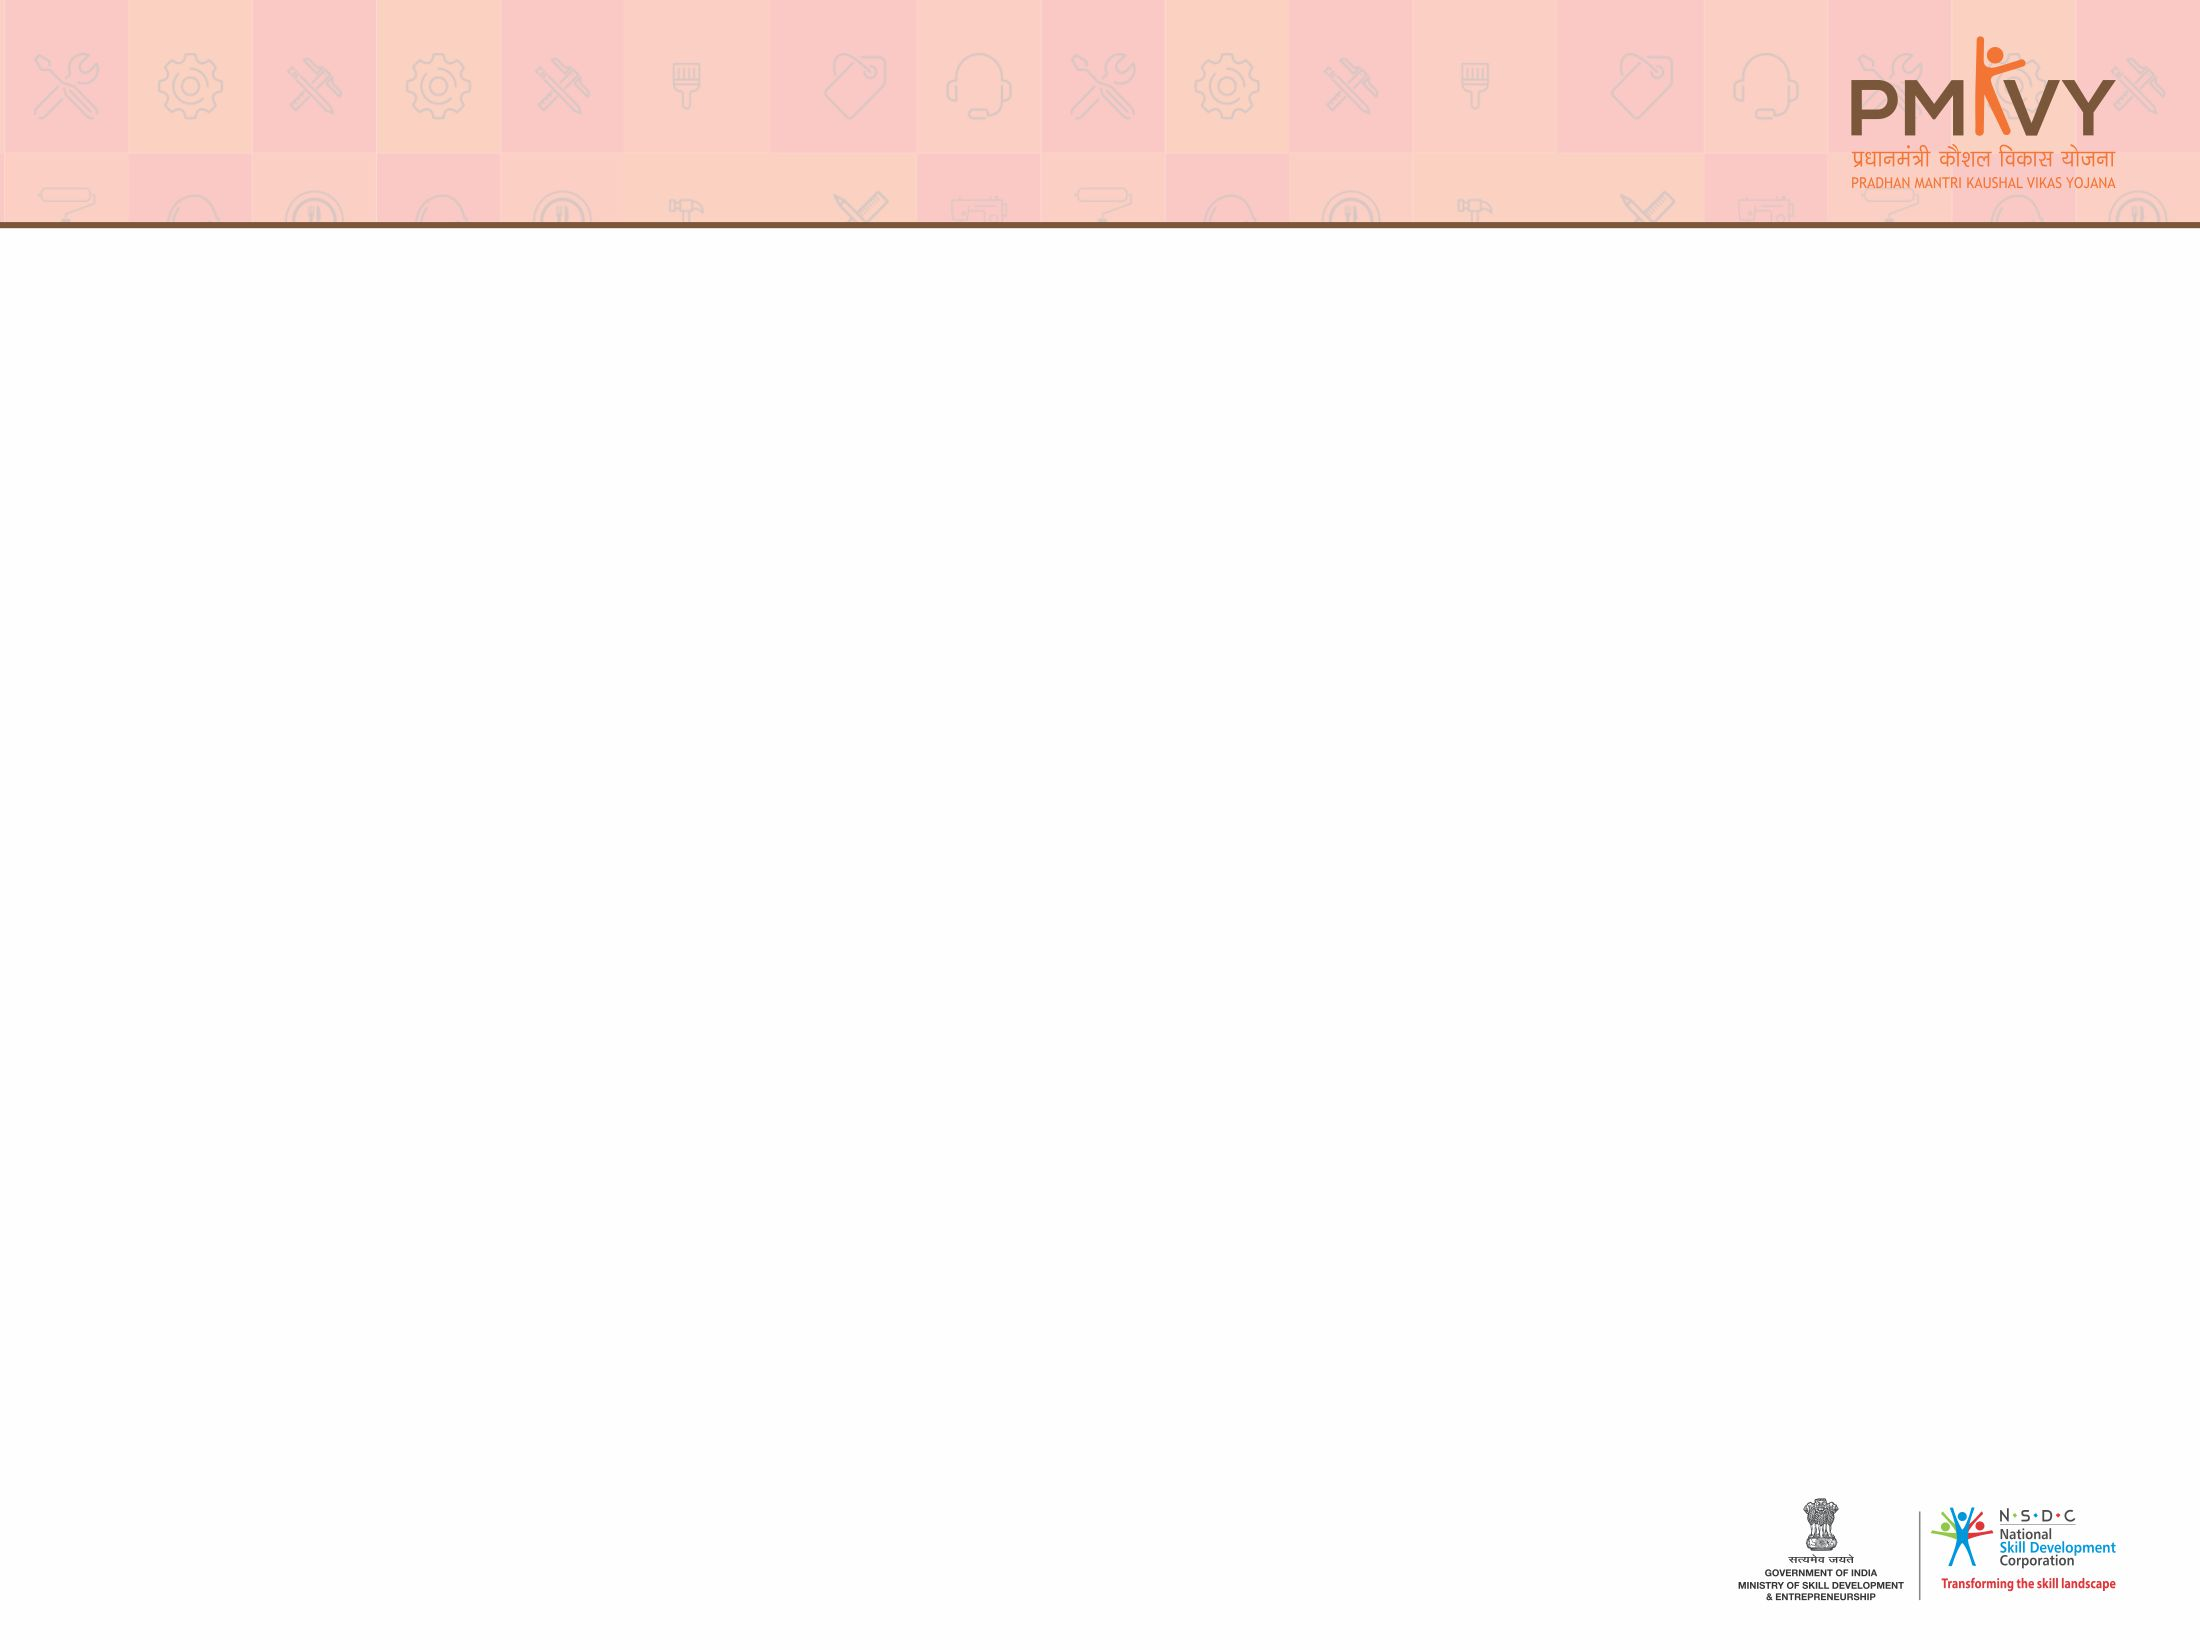 PMKVY
प्रधानमंत्री कौशल विकास योजना
PRADHAN MANTRI KAUSHAL VIKAS YOJANA
सत्यमेव जयते
GOVERNMENT OF INDIA
MINISTRY OF SKILL DEVELOPMENT
& ENTREPRENEURSHIP
N·S·D·C
National
Skill Development
Corporation
Transforming the skill landscape